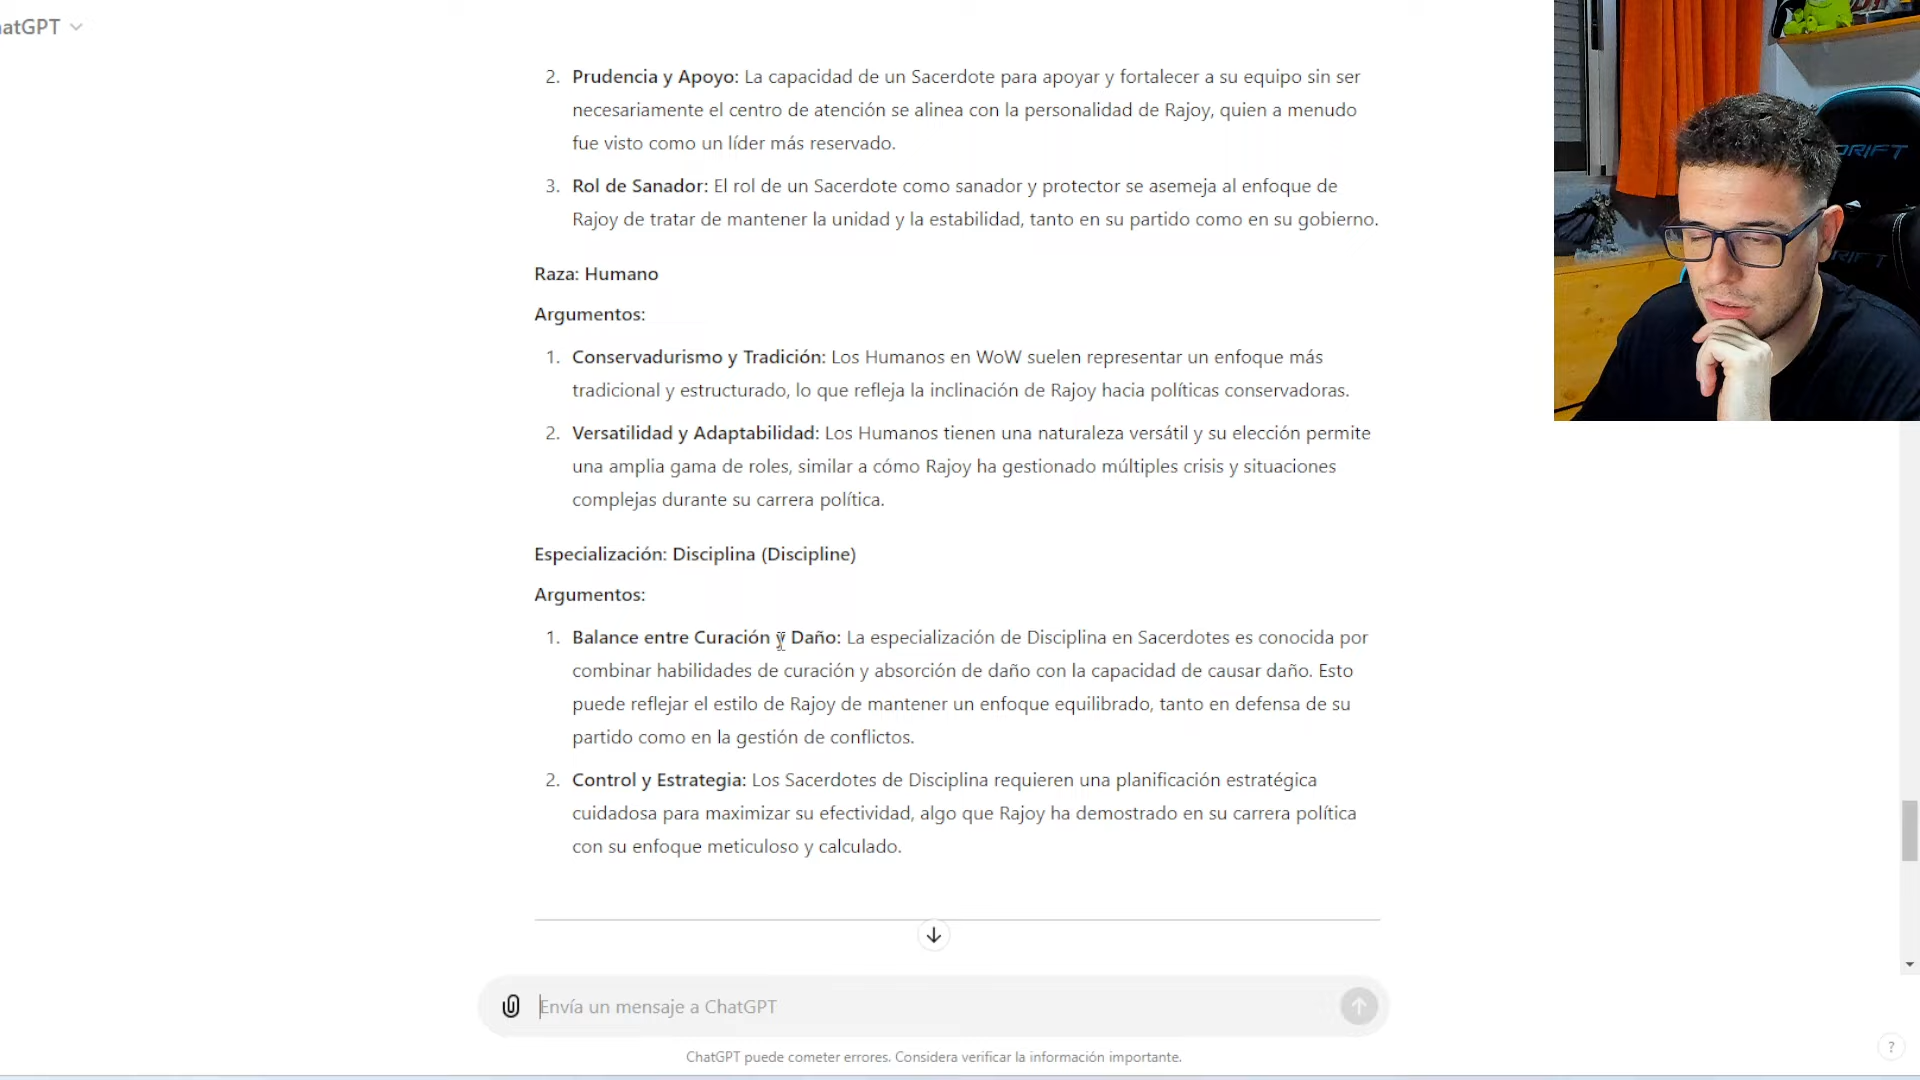 atGPT
2. Prudencia y Apoyo: La capacidad de un Sacerdote para apoyar y fortalecer a su equipo sin ser
necesariamente el centro de atención se alinea con la personalidad de Rajoy, quien a menudo
fue visto como un líder más reservado.
3. Rol de Sanador: El rol de un Sacerdote como sanador y protector se asemeja al enfoque de
Rajoy de tratar de mantener la unidad y la estabilidad, tanto en su partido como en su gobierno.
Raza: Humano
Argumentos:
1. Conservadurismo y Tradición: Los Humanos en WoW suelen representar un enfoque más
tradicional y estructurado, lo que refleja la inclinación de Rajoy hacia políticas conservadoras.
2. Versatilidad y Adaptabilidad: Los Humanos tienen una naturaleza versátil y su elección permite
una amplia gama de roles, similar a cómo Rajoy ha gestionado múltiples crisis y situaciones
complejas durante su carrera política.
Especialización: Disciplina (Discipline)
Argumentos:
1. Balance entre Curación y Daño: La especialización de Disciplina en Sacerdotes es conocida por
combinar habilidades de curación y absorción de daño con la capacidad de causar daño. Esto
puede reflejar el estilo de Rajoy de mantener un enfoque equilibrado, tanto en defensa de su
partido como en la gestión de conflictos.
2. Control y Estrategia: Los Sacerdotes de Disciplina requieren una planificación estratégica
cuidadosa para maximizar su efectividad, algo que Rajoy ha demostrado en su carrera política
con su enfoque meticuloso y calculado.
Envía un mensaje a ChatGPT
ChatGPT puede cometer errores. Considera verificar la información importante.
?
DRIFT
RIFT